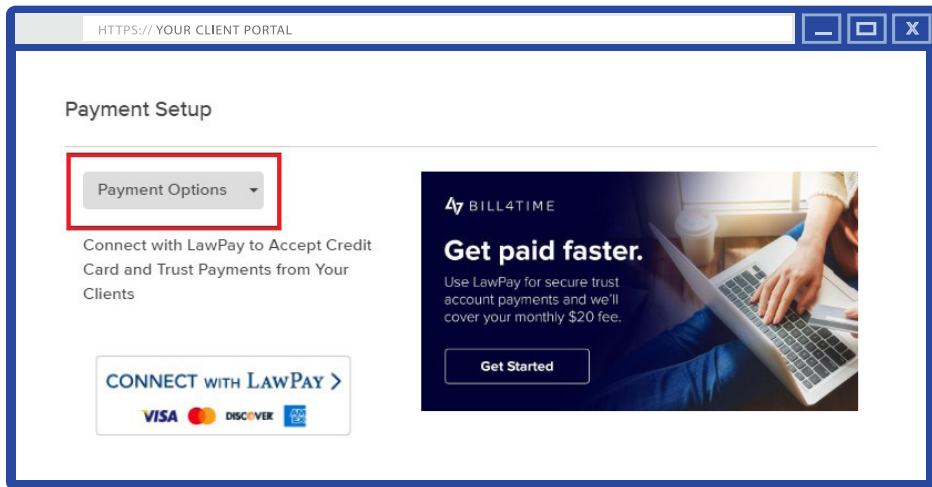 HTTPS:// YOUR CLIENT PORTAL
X
Payment Setup
Payment Options
Connect with LawPay to Accept Credit
Card and Trust Payments from Your
Clients
CONNECT WITH LAWPAY >
VISA DISCOVER AM EX
BILL4TIME
Get paid faster.
Use LawPay for secure trust
account payments and we'll
cover your monthly $20 fee.
Get Started